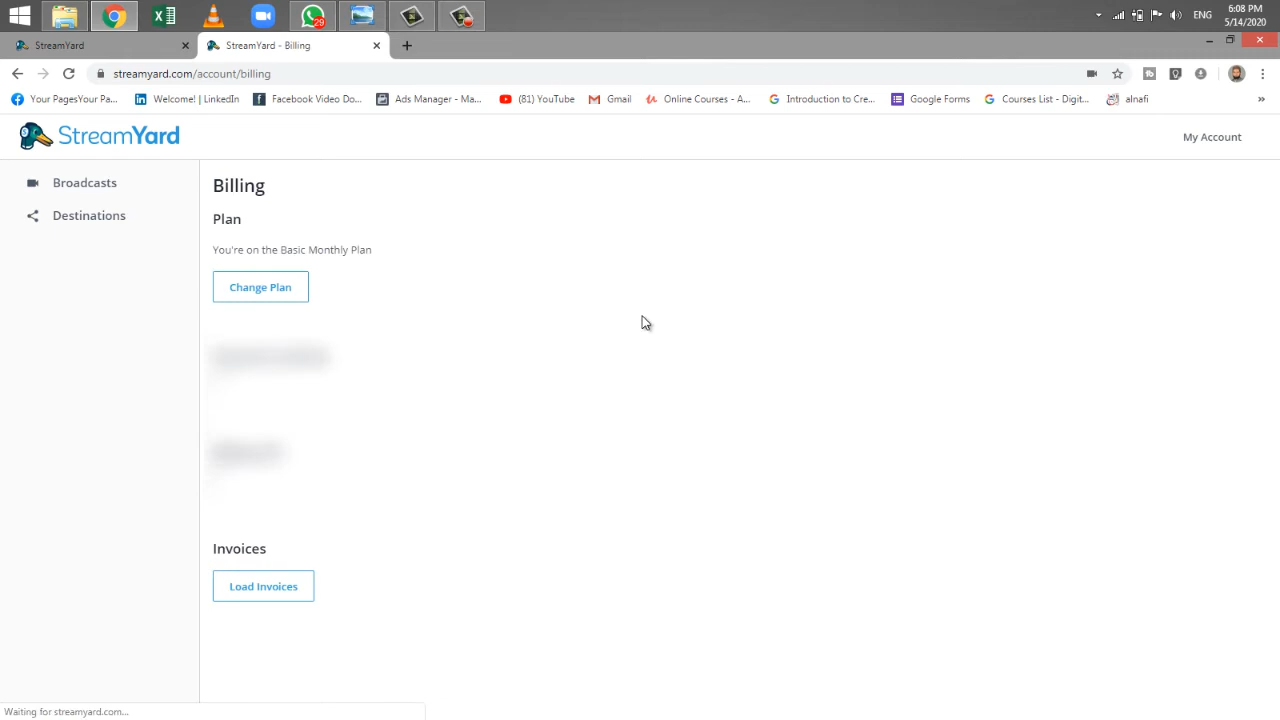 6:08 PM
ENG
5/14/2020
29
StreamYard
StreamYard - Billing
streamyard.com/account/billing
Your PagesYour Pa...
Welcome! | LinkedIn
Facebook Video Do...
Ads Manager - Ma...
(81) YouTube
Gmail
Online Courses - A...
Introduction to Cre...
Google Forms
Courses List - Digit...
alnafi
StreamYard
My Account
Broadcasts
Destinations
Billing
Plan
You're on the Basic Monthly Plan
Change Plan
Invoices
Load Invoices
Waiting for streamyard.com...